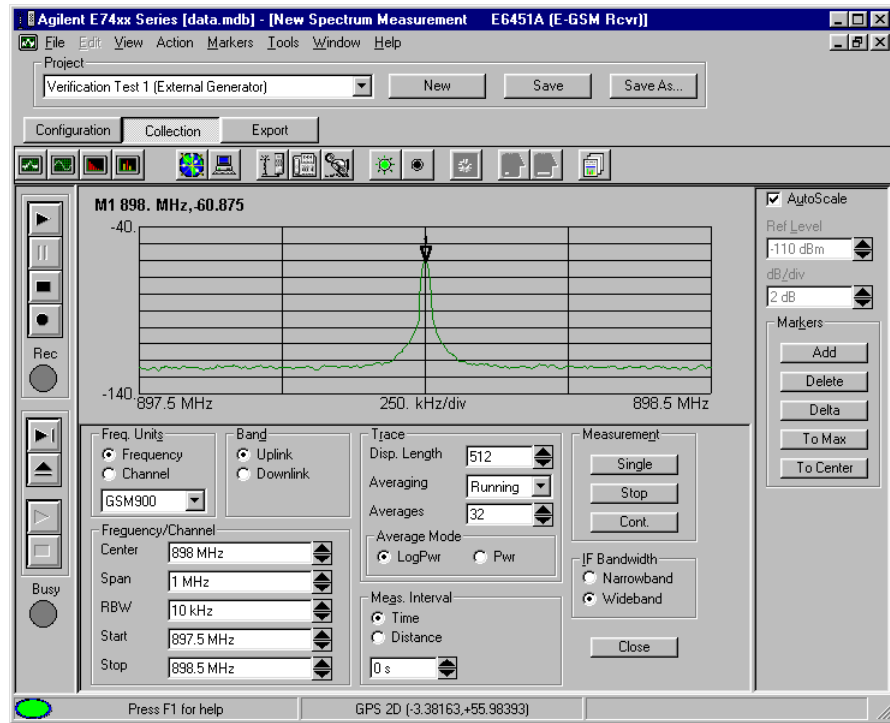 Agilent E74xx Series [data.mdb] - [New Spectrum Measurement E6451A (E-GSM Rcvr)]
File Edit View Action Markers Tools Window Help
Project
Verification Test 1 (External Generator) New Save Save As...
Configuration Collection Export
M1 898. MHz,-60.875
-40.
-140.
897.5 MHz 250. kHz/div 898.5 MHz
AutoScale
Ref Level
-110 dBm
dB/div
2 dB
Markers
Add
Delete
Delta
To Max
To Center
Rec
Busy
Freq. Units
Frequency
Channel
GSM900
Band
Uplink
Downlink
Frequency/Channel
Center 898 MHz
Span 1 MHz
RBW 10 kHz
Start 897.5 MHz
Stop 898.5 MHz
Trace
Disp. Length 512
Averaging Running
Averages 32
Average Mode
LogPwr Pwr
Meas. Interval
Time
Distance
0 s
Measurement
Single
Stop
Cont.
IF Bandwidth
Narrowband
Wideband
Close
Press F1 for help GPS 2D (-3.38163,+55.98393)